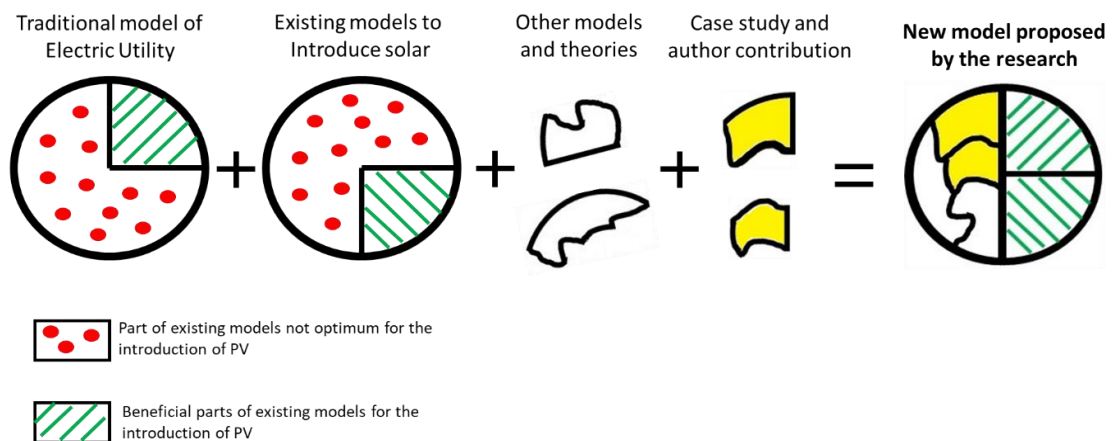 Traditional model of
Electric Utility
Existing models to
Introduce solar
Other models
and theories
Case study and
author contribution
New model proposed
by the research
+
+
+
=
Part of existing models not optimum for the
introduction of PV
Beneficial parts of existing models for the
introduction of PV